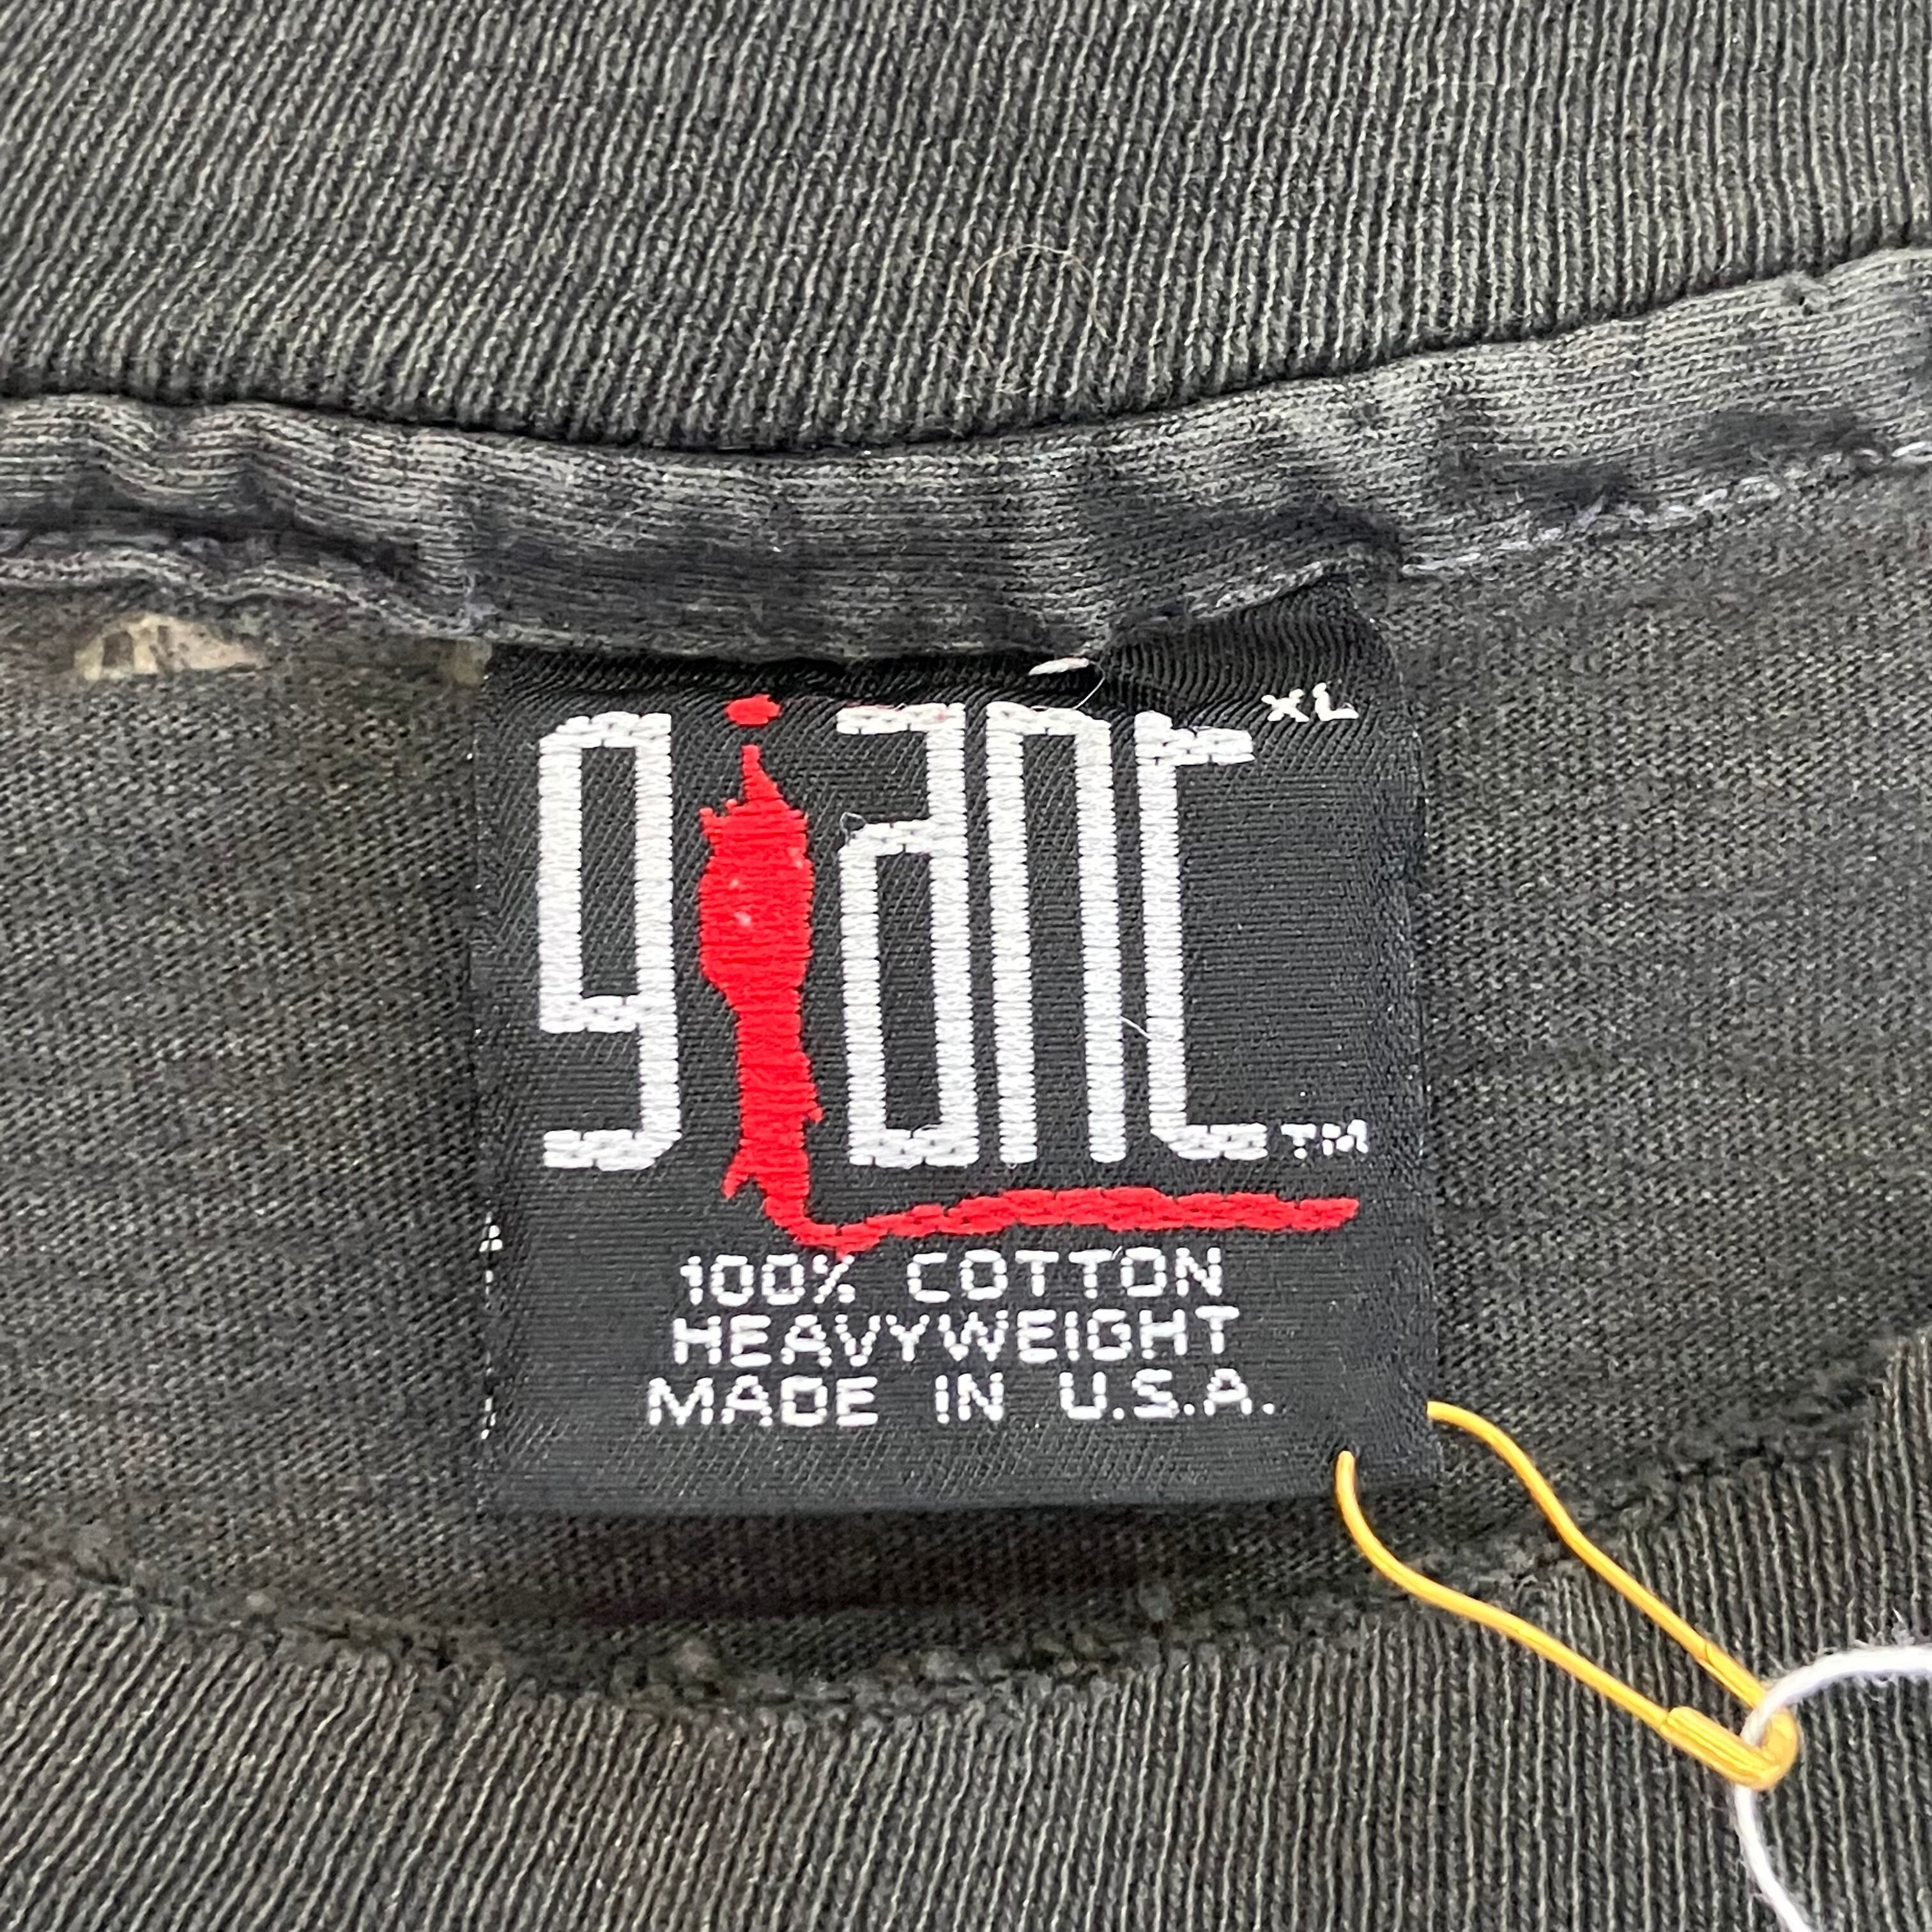 XL
giant
TM
100% COTTON
HEAVYWEIGHT
MADE IN U.S.A.